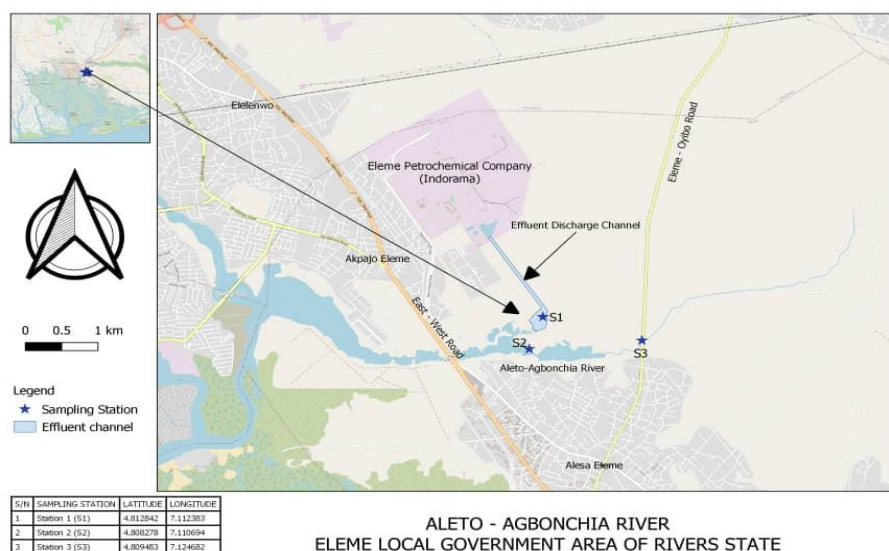 Elelenwo
Eleme Petrochemical Company
(Indorama)
Eleme - Oyibo Road
Effluent Discharge Channel
Akpajo Eleme
East - West Road
S1
S2
S3
Aleto-Agbonchia River
Alesa Eleme
0 0.5 1 km
Legend
Sampling Station
Effluent channel
S/N SAMPLING STATION LATITUDE LONGITUDE
1 Station 1 (S1) 4.812842 7.112383
2 Station 2 (S2) 4.808278 7.110694
3 Station 3 (S3) 4.809483 7.124682
ALETO - AGBONCHIA RIVER
ELEME LOCAL GOVERNMENT AREA OF RIVERS STATE